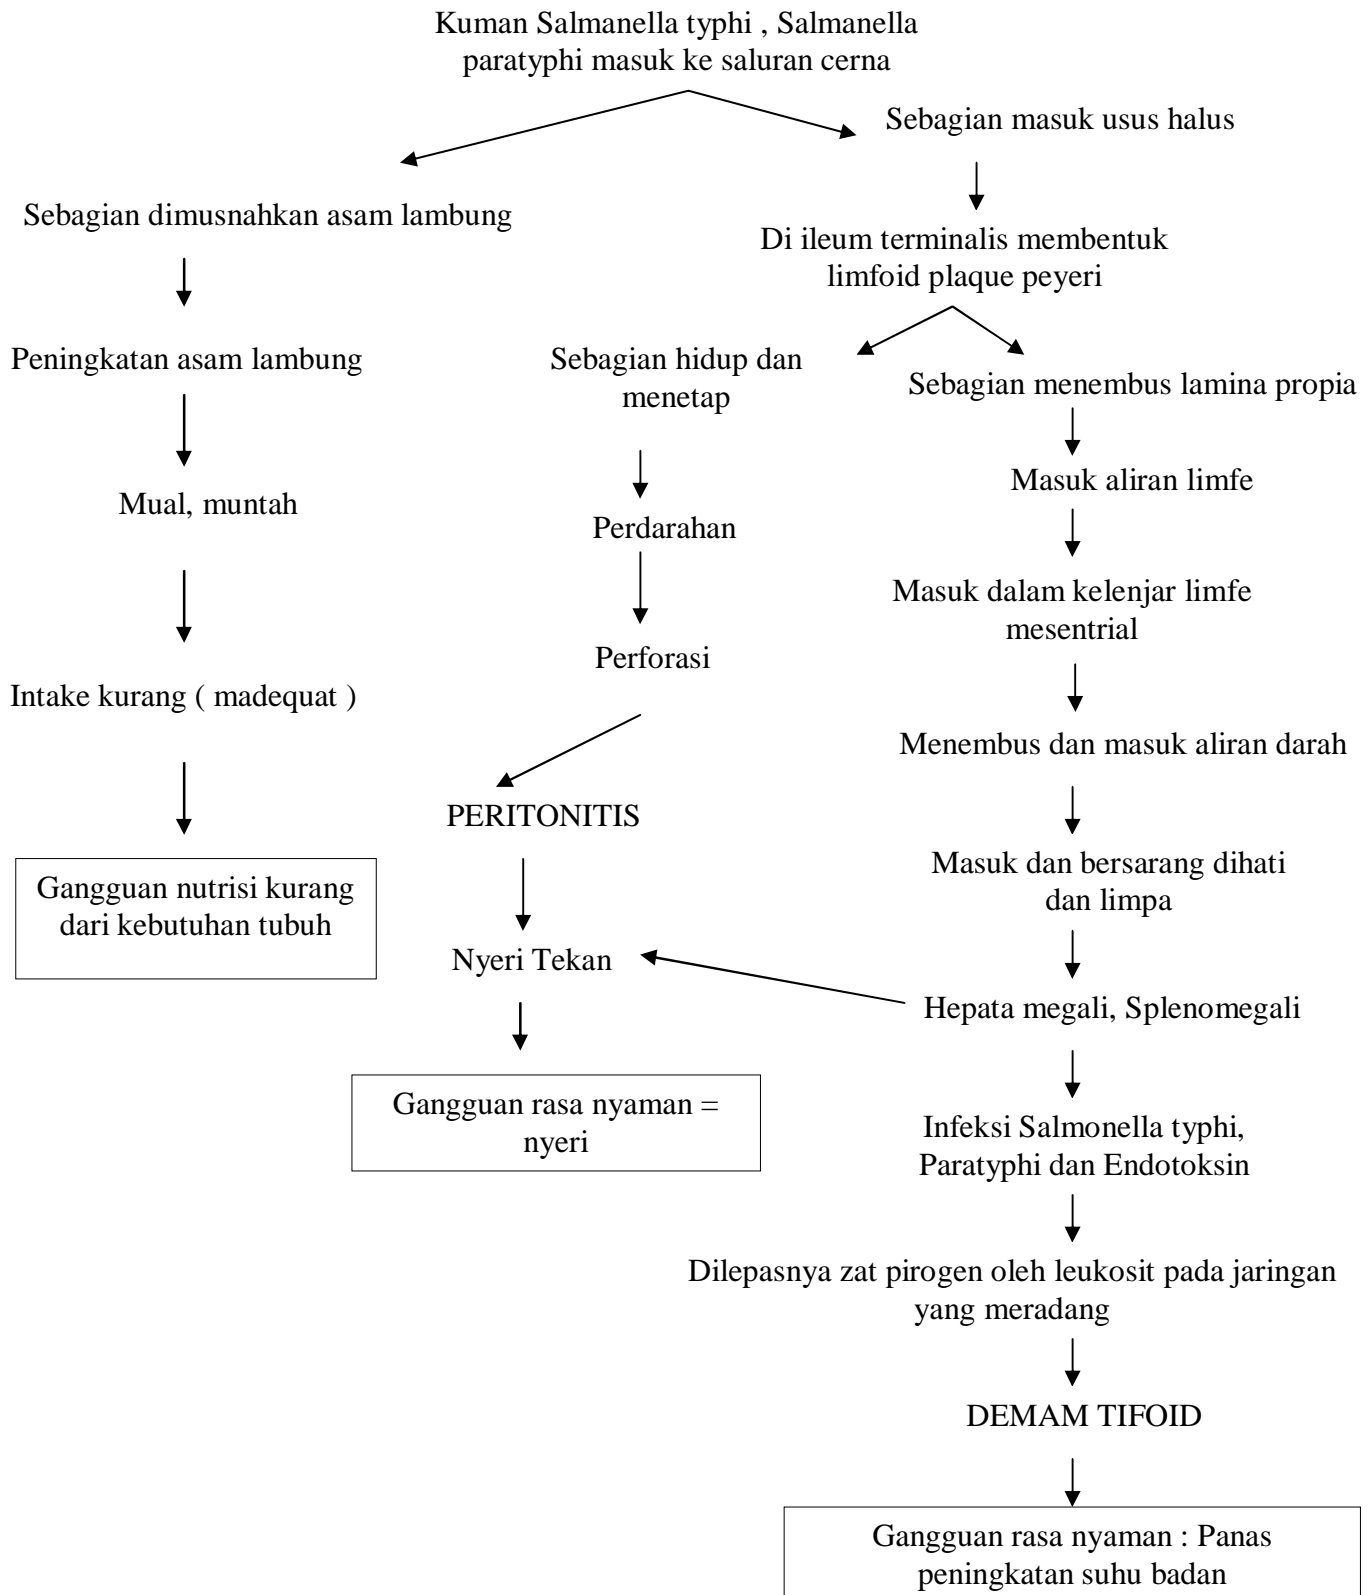 Kuman Salmanella typhi , Salmanella
paratyphi masuk ke saluran cerna
Sebagian masuk usus halus
Sebagian dimusnahkan asam lambung
Di ileum terminalis membentuk
limfoid plaque peyeri
Peningkatan asam lambung
Sebagian hidup dan
menetap
Sebagian menembus lamina propia
Mual, muntah
Perdarahan
Masuk aliran limfe
Masuk dalam kelenjar limfe
mesentrial
Perforasi
Intake kurang ( madequat )
Menembus dan masuk aliran darah
PERITONITIS
Masuk dan bersarang dihati
dan limpa
Gangguan nutrisi kurang
dari kebutuhan tubuh
Nyeri Tekan
Hepata megali, Splenomegali
Gangguan rasa nyaman =
nyeri
Infeksi Salmonella typhi,
Paratyphi dan Endotoksin
Dilepasnya zat pirogen oleh leukosit pada jaringan
yang meradang
DEMAM TIFOID
Gangguan rasa nyaman : Panas
peningkatan suhu badan